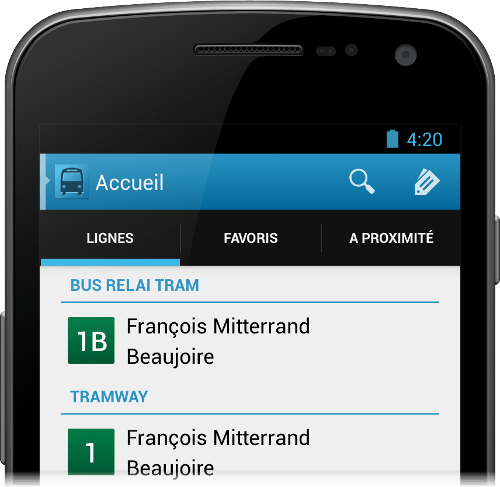 4:20
Accueil
LIGNES FAVORIS A PROXIMITÉ
BUS RELAI TRAM
1B François Mitterrand
Beaujoire
TRAMWAY
1 François Mitterrand
Beaujoire